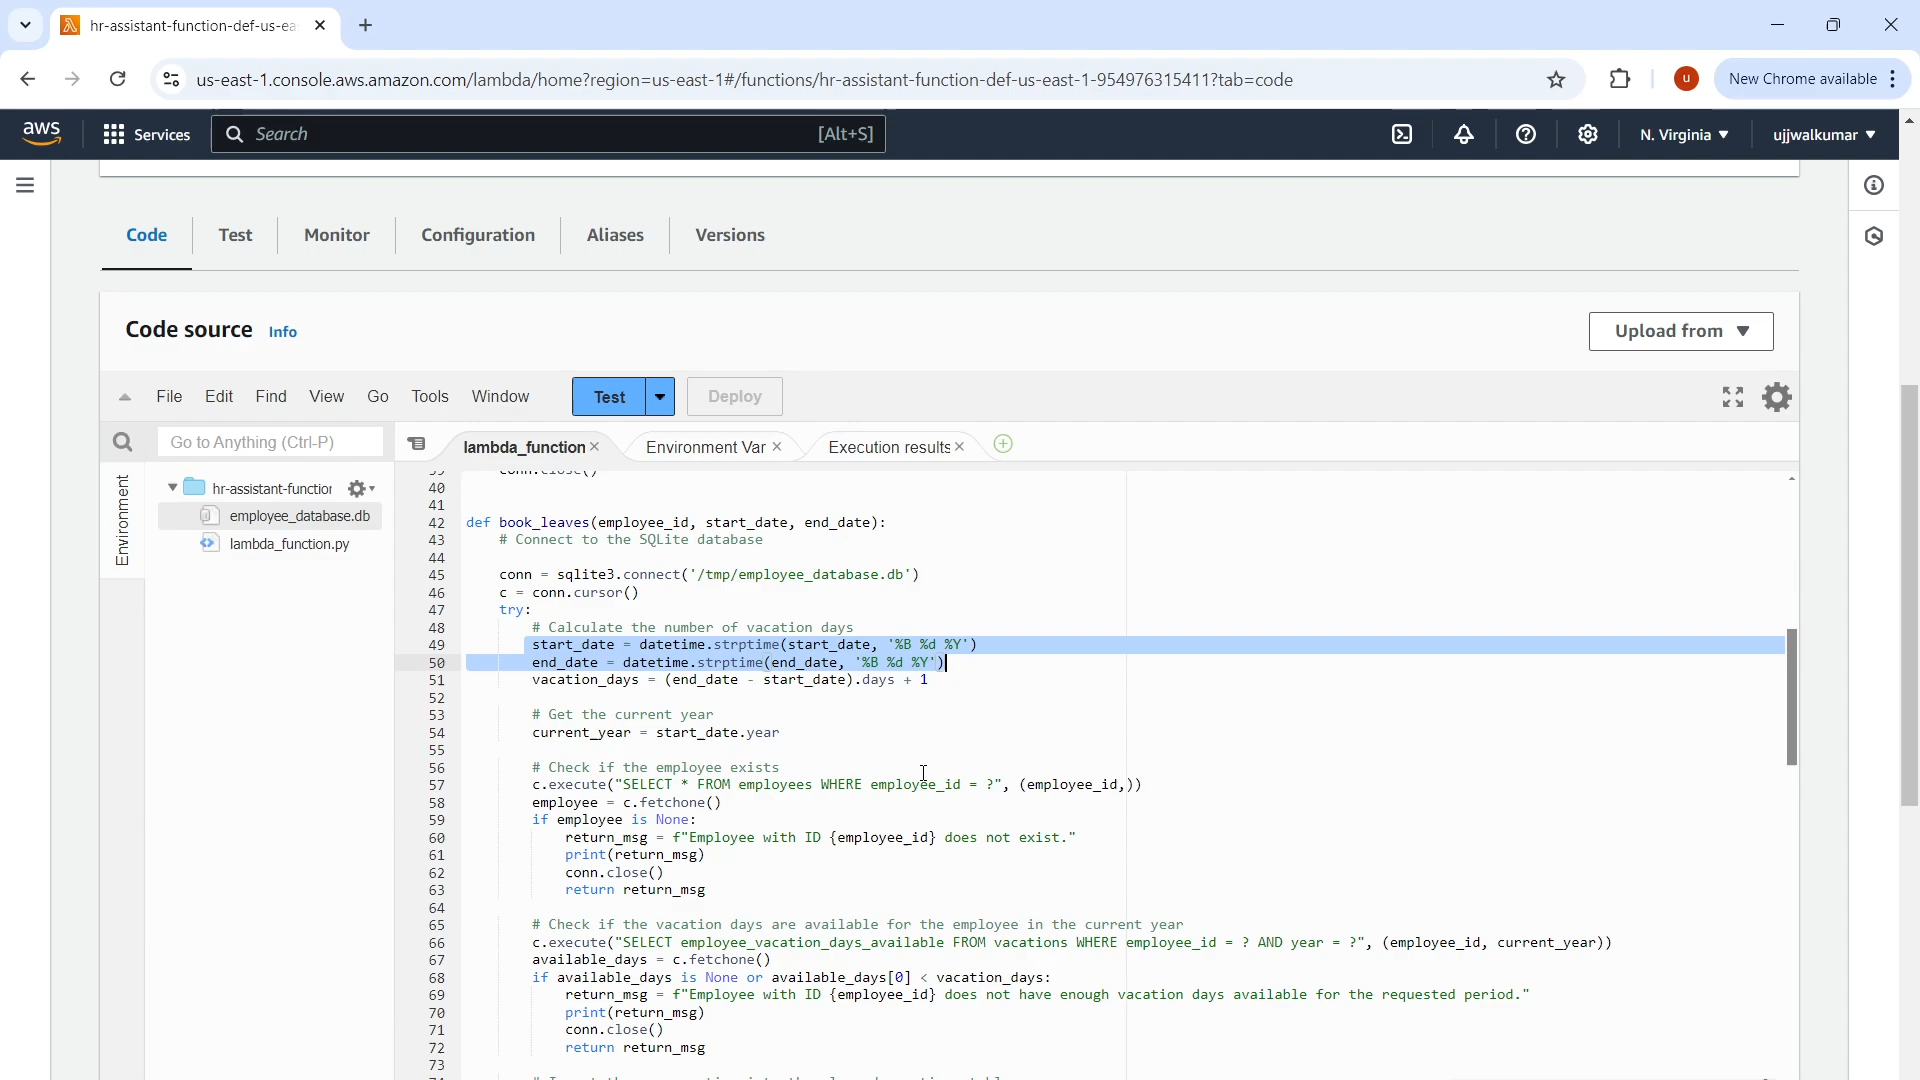 hr-assistant-function-def-us-ea
us-east-1.console.aws.amazon.com/lambda/home?region=us-east-1#/functions/hr-assistant-function-def-us-east-1-954976315411?tab=code
u
New Chrome available
aws
Services
Search
[Alt+S]
N. Virginia
ujjwalkumar
Code
Test
Monitor
Configuration
Aliases
Versions
Code source
Info
Upload from
File
Edit
Find
View
Go
Tools
Window
Test
Deploy
Go to Anything (Ctrl-P)
lambda_function
Environment Var
Execution results
Environment
hr-assistant-function
employee_database.db
lambda_function.py
39 conn.close()
40
41
42 def book_leaves(employee_id, start_date, end_date):
43 # Connect to the SQLite database
44
45 conn = sqlite3.connect('/tmp/employee_database.db')
46 c = conn.cursor()
47 try:
48 # Calculate the number of vacation days
49 start_date = datetime.strptime(start_date, '%B %d %Y')
50 end_date = datetime.strptime(end_date, '%B %d %Y')
51 vacation_days = (end_date - start_date).days + 1
52
53 # Get the current year
54 current_year = start_date.year
55
56 # Check if the employee exists
57 c.execute("SELECT * FROM employees WHERE employee_id = ?", (employee_id,))
58 employee = c.fetchone()
59 if employee is None:
60 return_msg = f"Employee with ID {employee_id} does not exist."
61 print(return_msg)
62 conn.close()
63 return return_msg
64
65 # Check if the vacation days are available for the employee in the current year
66 c.execute("SELECT employee_vacation_days_available FROM vacations WHERE employee_id = ? AND year = ?", (employee_id, current_year))
67 available_days = c.fetchone()
68 if available_days is None or available_days[0] < vacation_days:
69 return_msg = f"Employee with ID {employee_id} does not have enough vacation days available for the requested period."
70 print(return_msg)
71 conn.close()
72 return return_msg
73